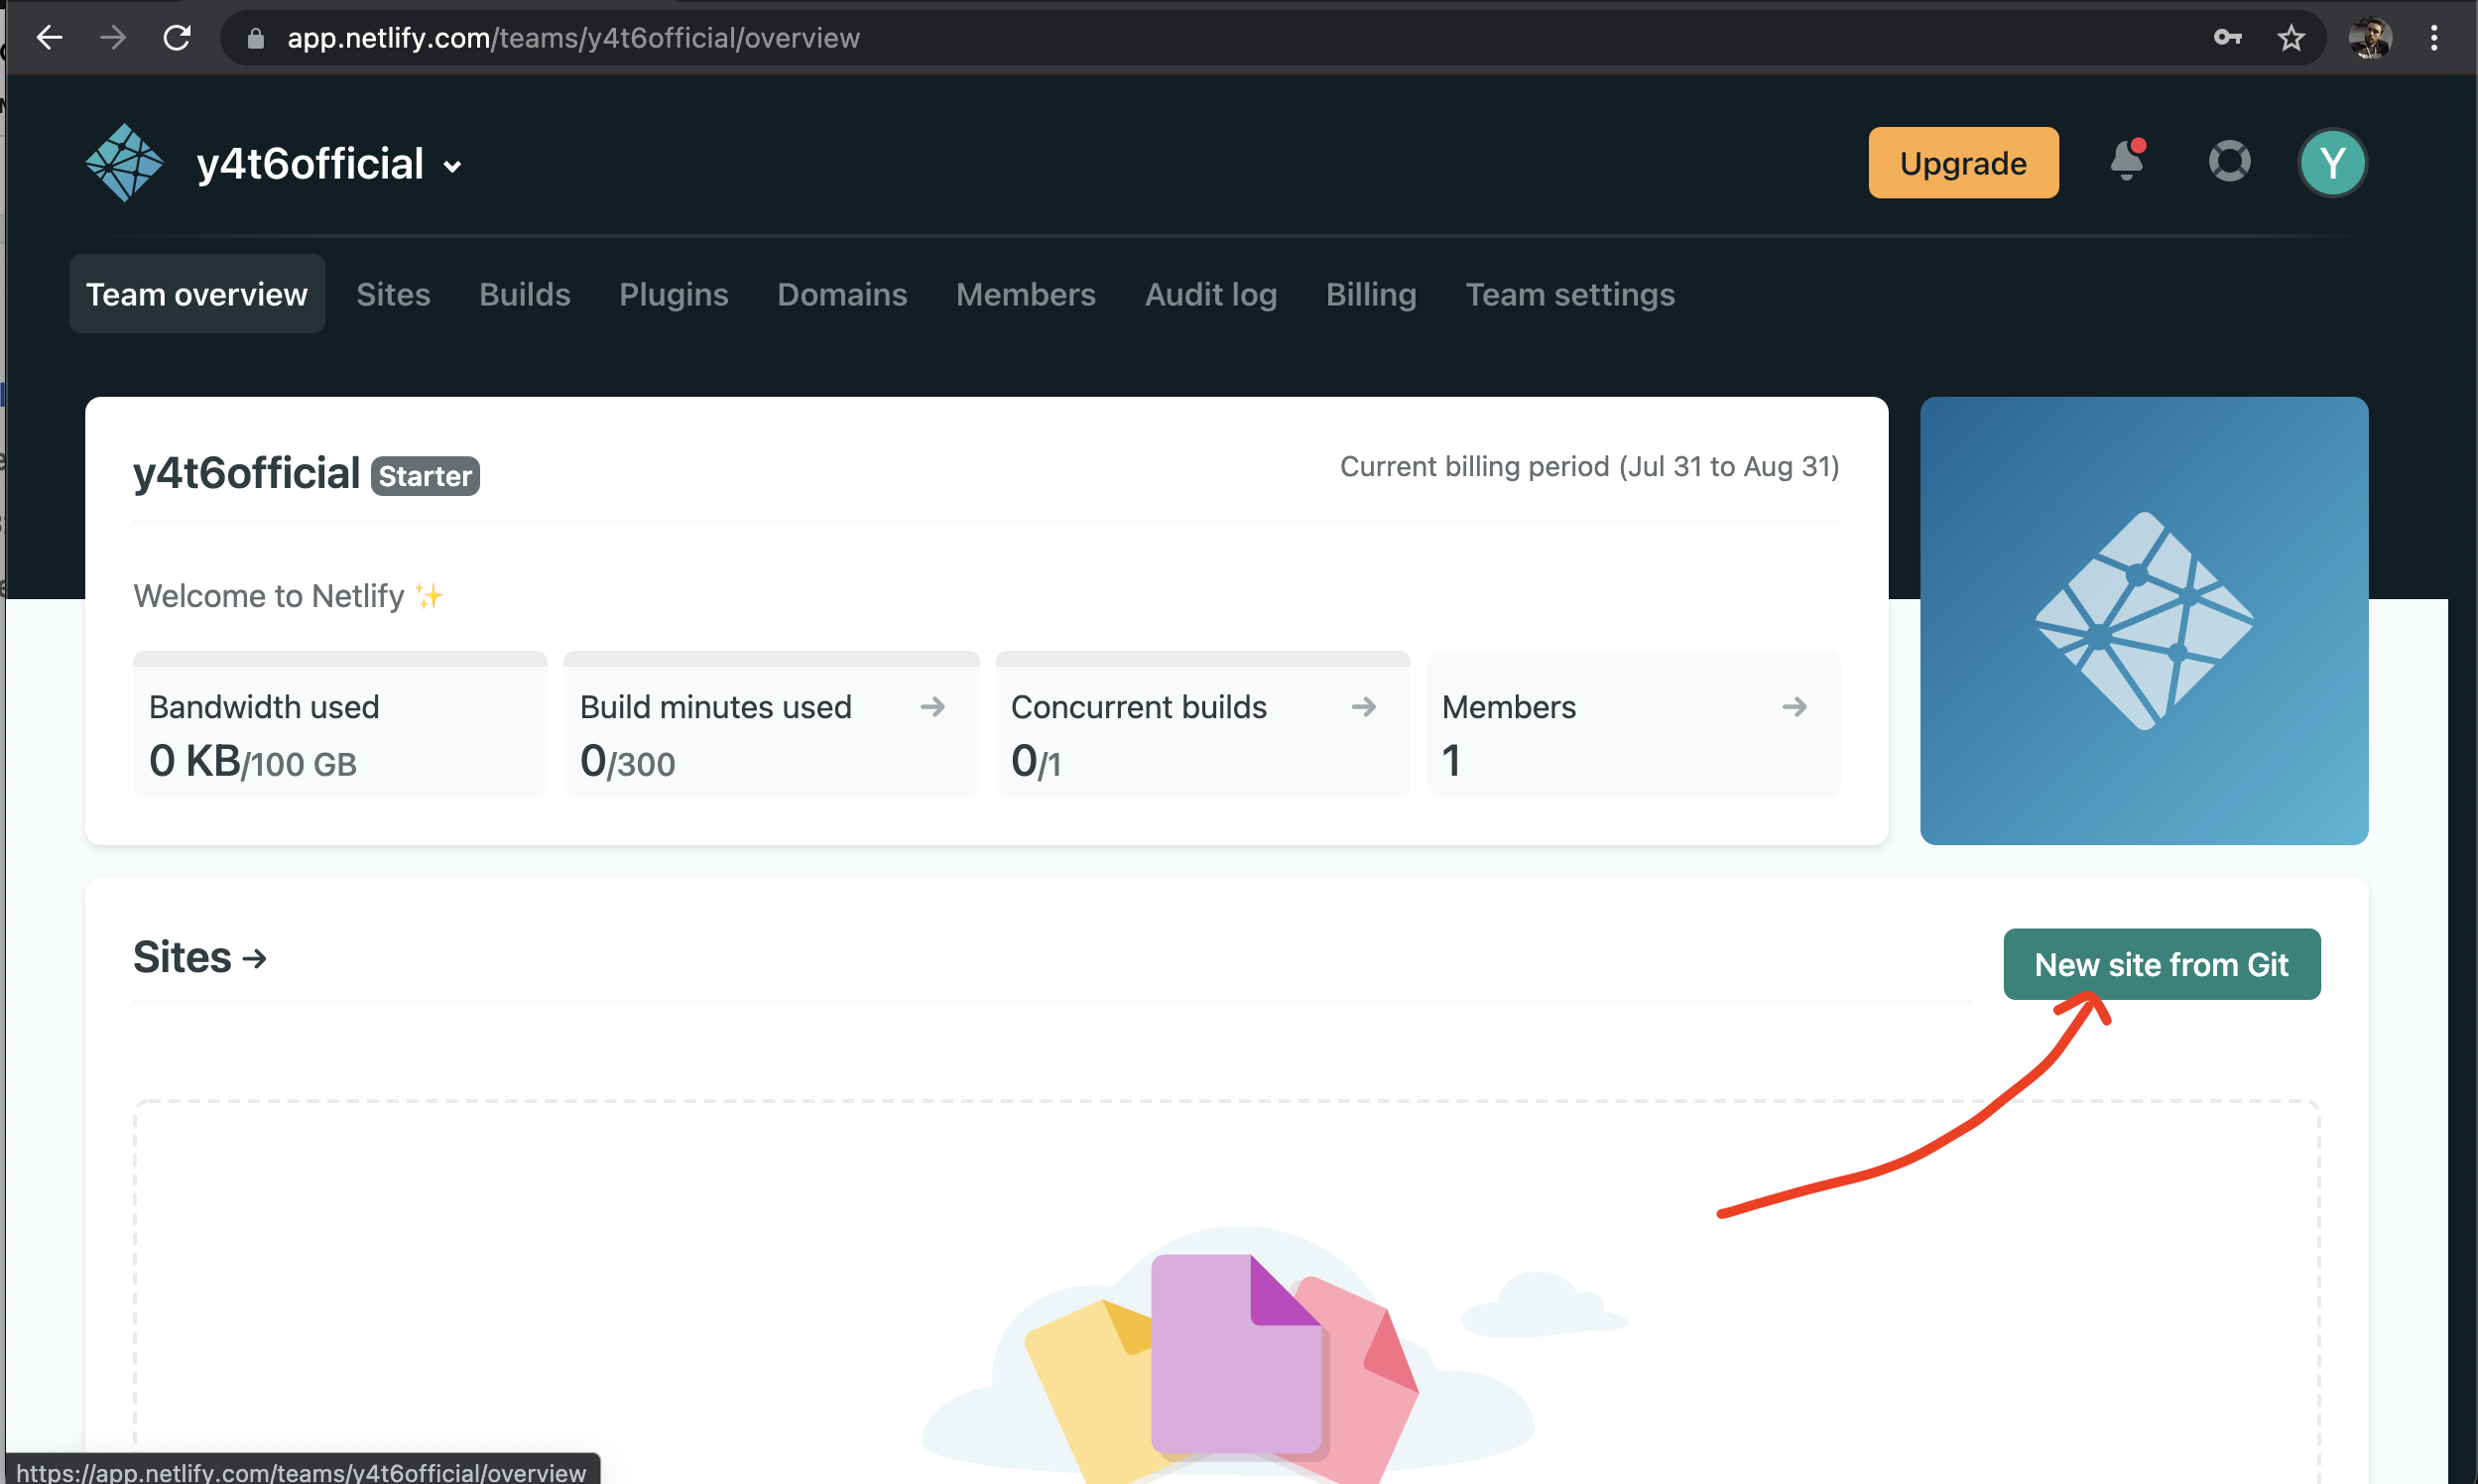 app.netlify.com/teams/y4t6official/overview
y4t6official
Upgrade
Y
Team overview Sites Builds Plugins Domains Members Audit log Billing Team settings
y4t6official Starter
Current billing period (Jul 31 to Aug 31)
Welcome to Netlify ✨
Bandwidth used
0 KB/100 GB
Build minutes used →
0/300
Concurrent builds →
0/1
Members →
1
Sites →
New site from Git
https://app.netlify.com/teams/y4t6official/overview